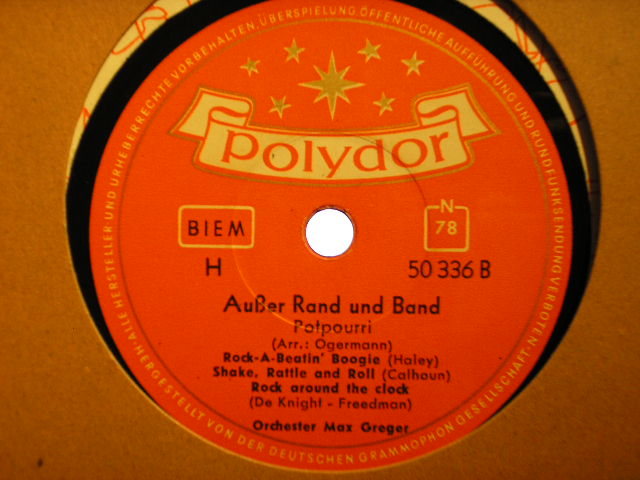 ALLE HERSTELLER UND URHEBERRECHTE VORBEHALTEN, ÜBERSPIELUNG, ÖFFENTLICHE AUFFÜHRUNG UND RUNDFUNKSENDUNG VERBOTEN
polydor
BIEM
N
78
H
50 336 B
Außer Rand und Band
Potpourri
(Arr.: Ogermann)
Rock-A-Beatin' Boogie (Haley)
Shake, Rattle and Roll (Calhoun)
Rock around the clock
(De Knight - Freedman)
Orchester Max Greger
HERGESTELLT VON DER DEUTSCHEN GRAMMOPHON GESELLSCHAFT